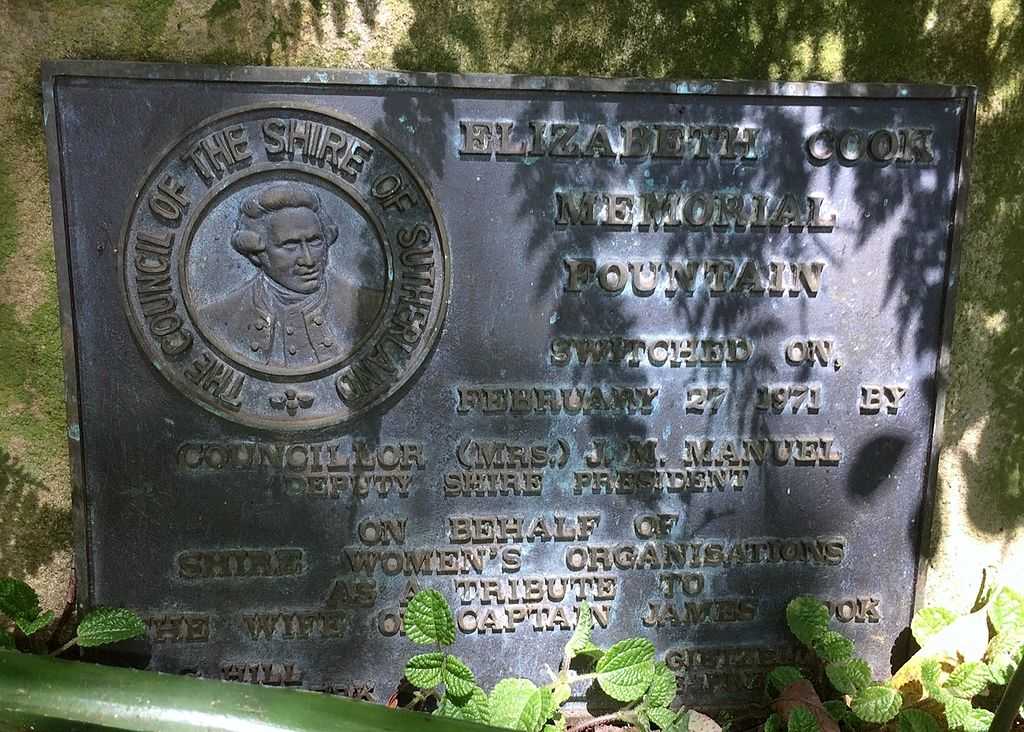 THE COUNCIL OF THE SHIRE OF SUTHERLAND
ELIZABETH COOK
MEMORIAL
FOUNTAIN
SWITCHED ON,
FEBRUARY 27 1971 BY
COUNCILLOR (MRS.) J. M. MANUEL
DEPUTY SHIRE PRESIDENT
ON BEHALF OF
SHIRE WOMEN'S ORGANISATIONS
AS A TRIBUTE TO
THE WIFE OF CAPTAIN JAMES COOK
WILL